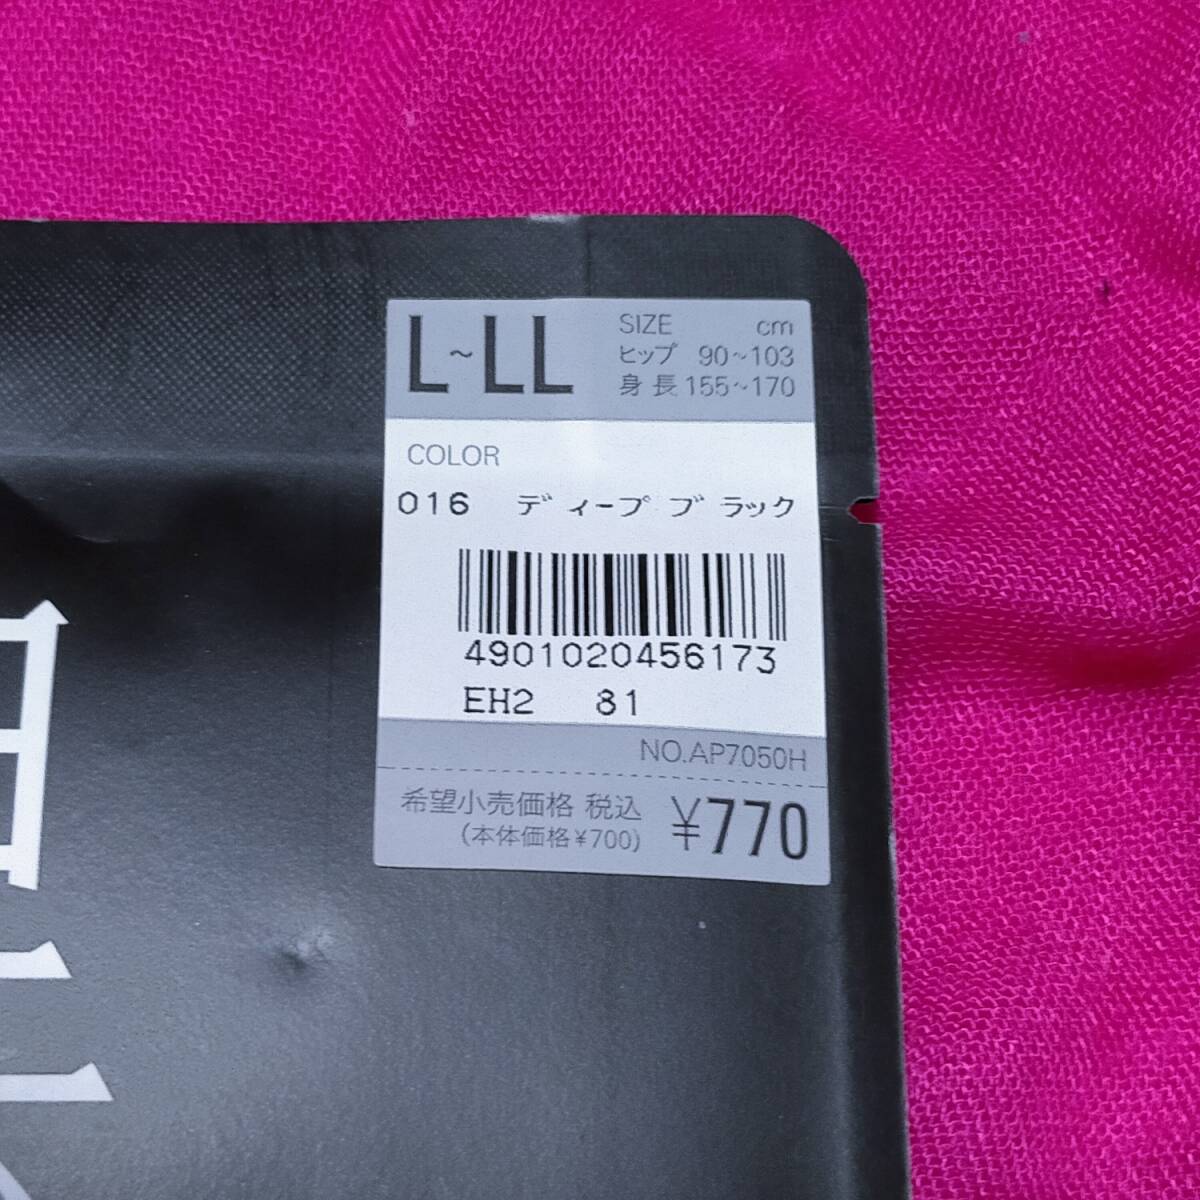 L~LL
SIZE cm
ヒップ 90~103
身長 155~170
COLOR
016 ディープブラック
4901020456173
EH2 81
NO.AP7050H
希望小売価格 税込 ¥770
(本体価格¥700)